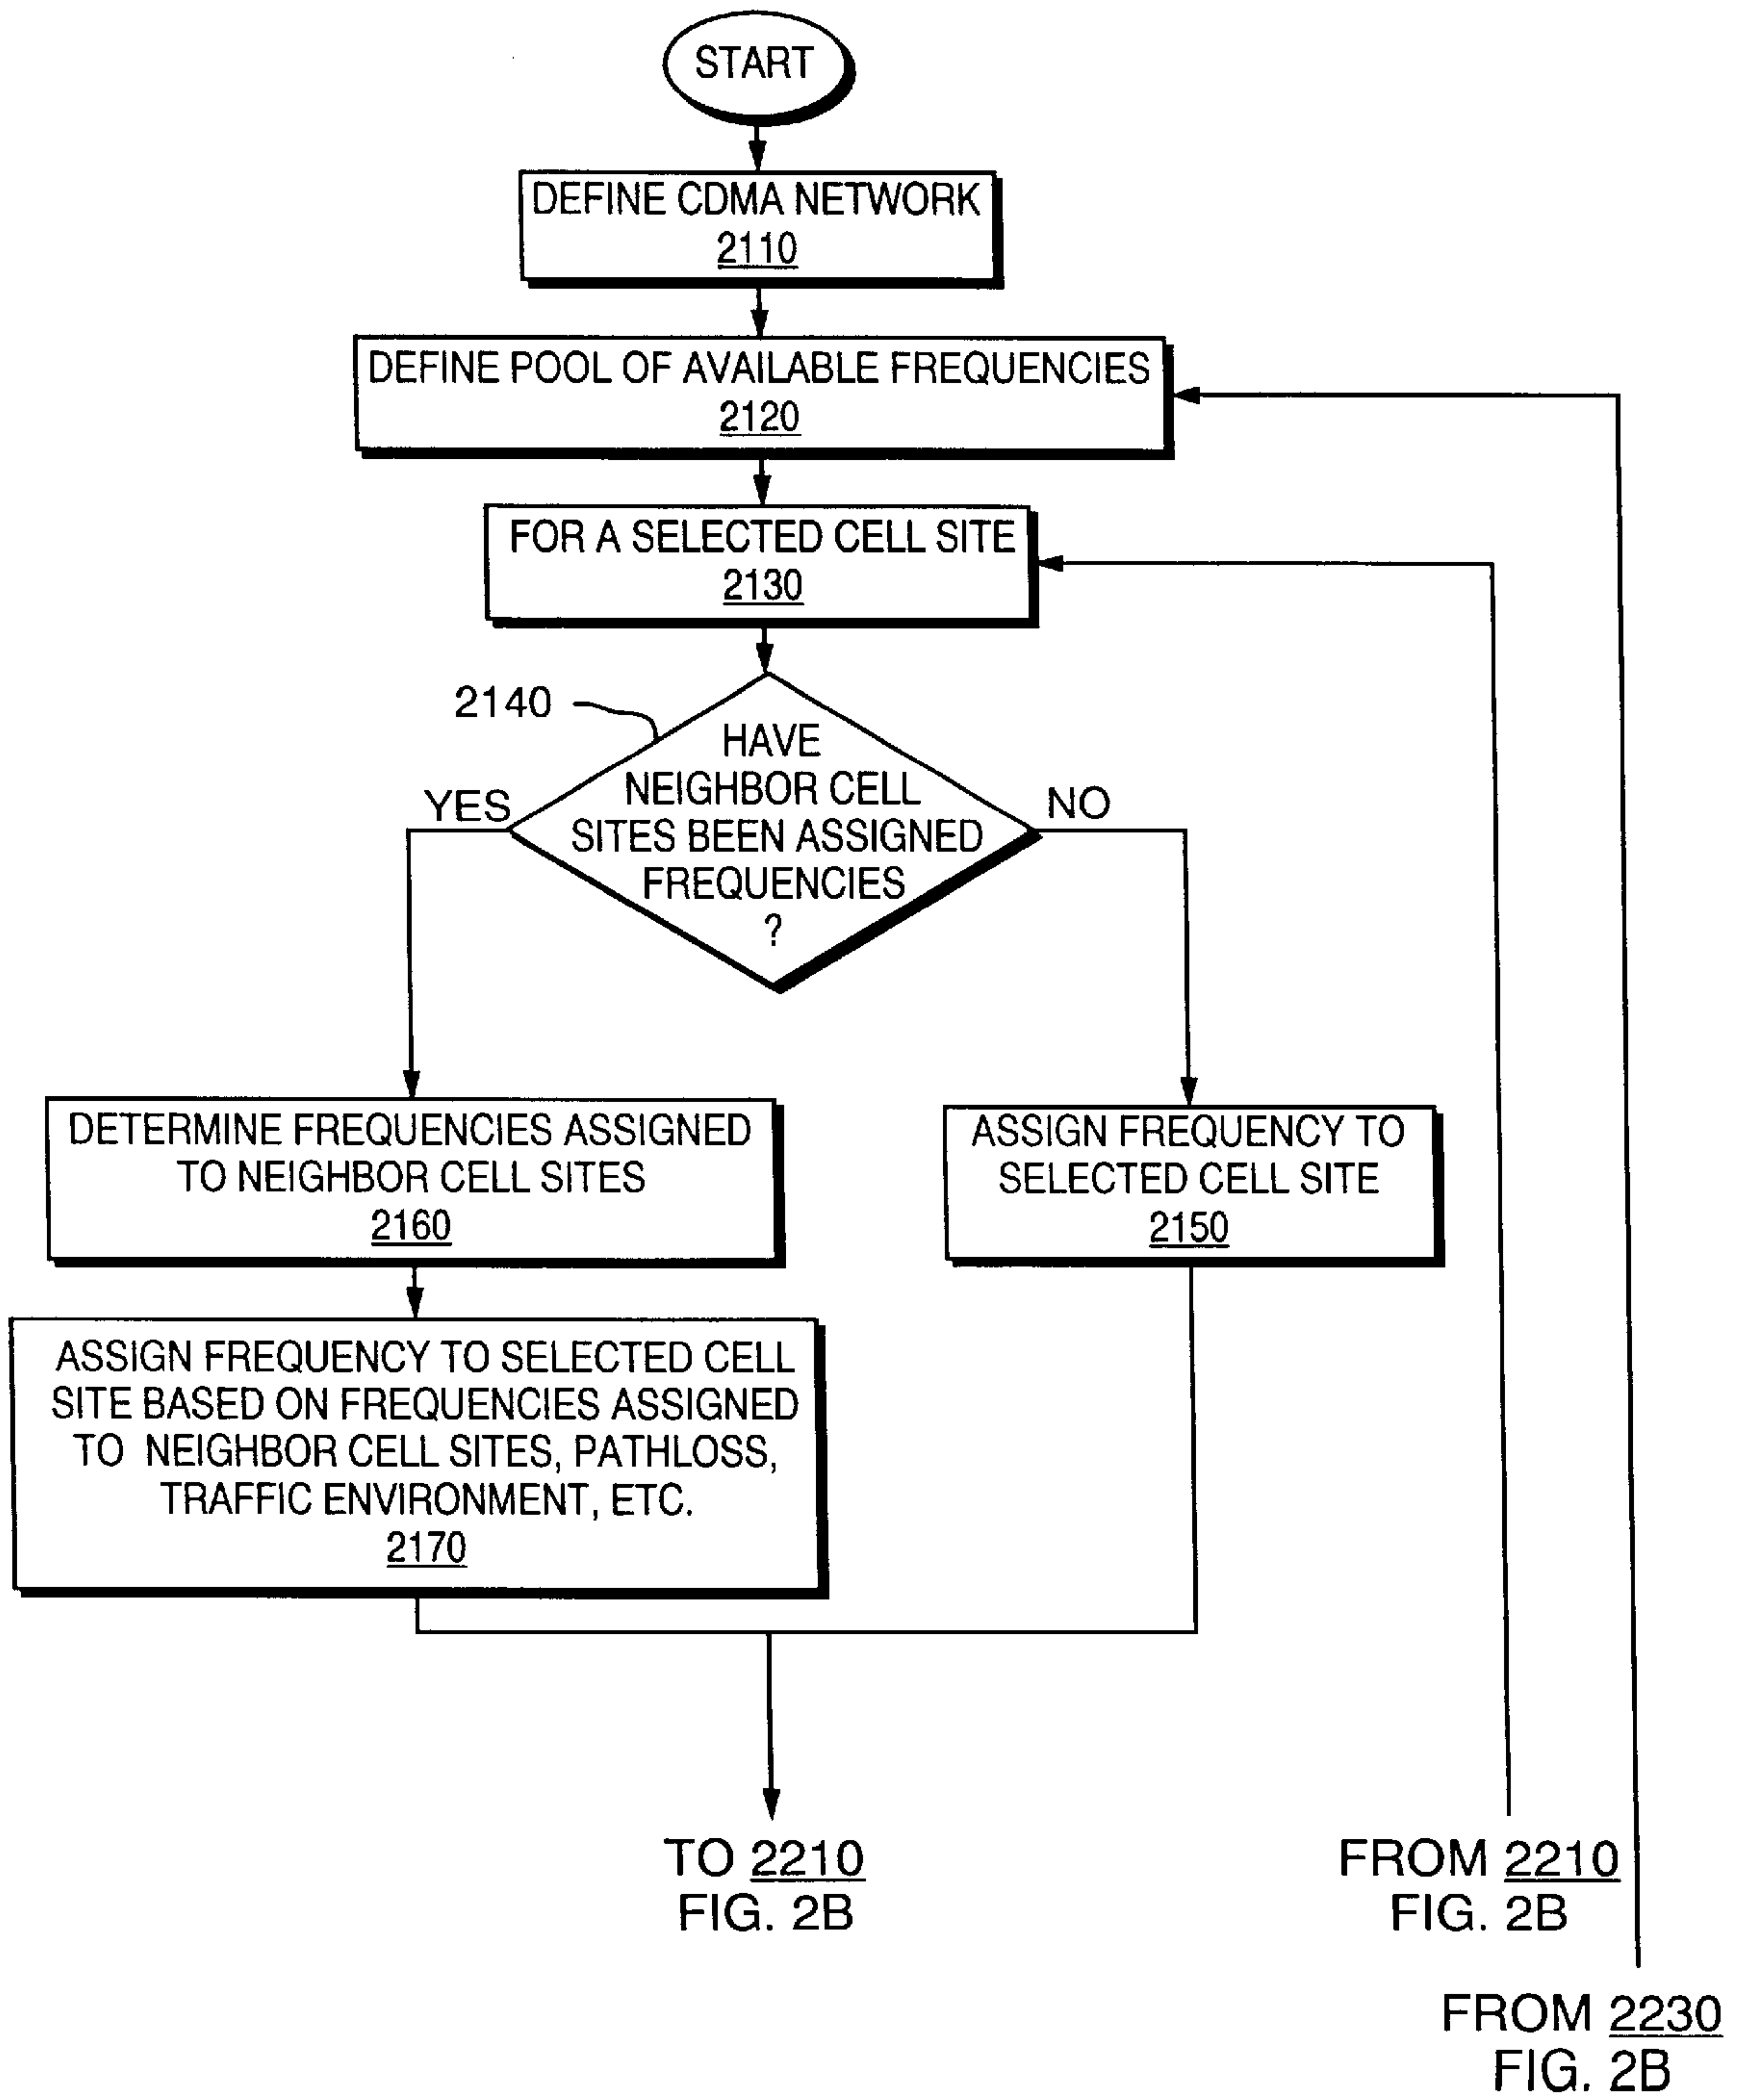 START
DEFINE CDMA NETWORK
2110
DEFINE POOL OF AVAILABLE FREQUENCIES
2120
FOR A SELECTED CELL SITE
2130
2140
HAVE
NEIGHBOR CELL
SITES BEEN ASSIGNED
FREQUENCIES
?
YES
NO
DETERMINE FREQUENCIES ASSIGNED
TO NEIGHBOR CELL SITES
2160
ASSIGN FREQUENCY TO
SELECTED CELL SITE
2150
ASSIGN FREQUENCY TO SELECTED CELL
SITE BASED ON FREQUENCIES ASSIGNED
TO NEIGHBOR CELL SITES, PATHLOSS,
TRAFFIC ENVIRONMENT, ETC.
2170
TO 2210
FIG. 2B
FROM 2210
FIG. 2B
FROM 2230
FIG. 2B